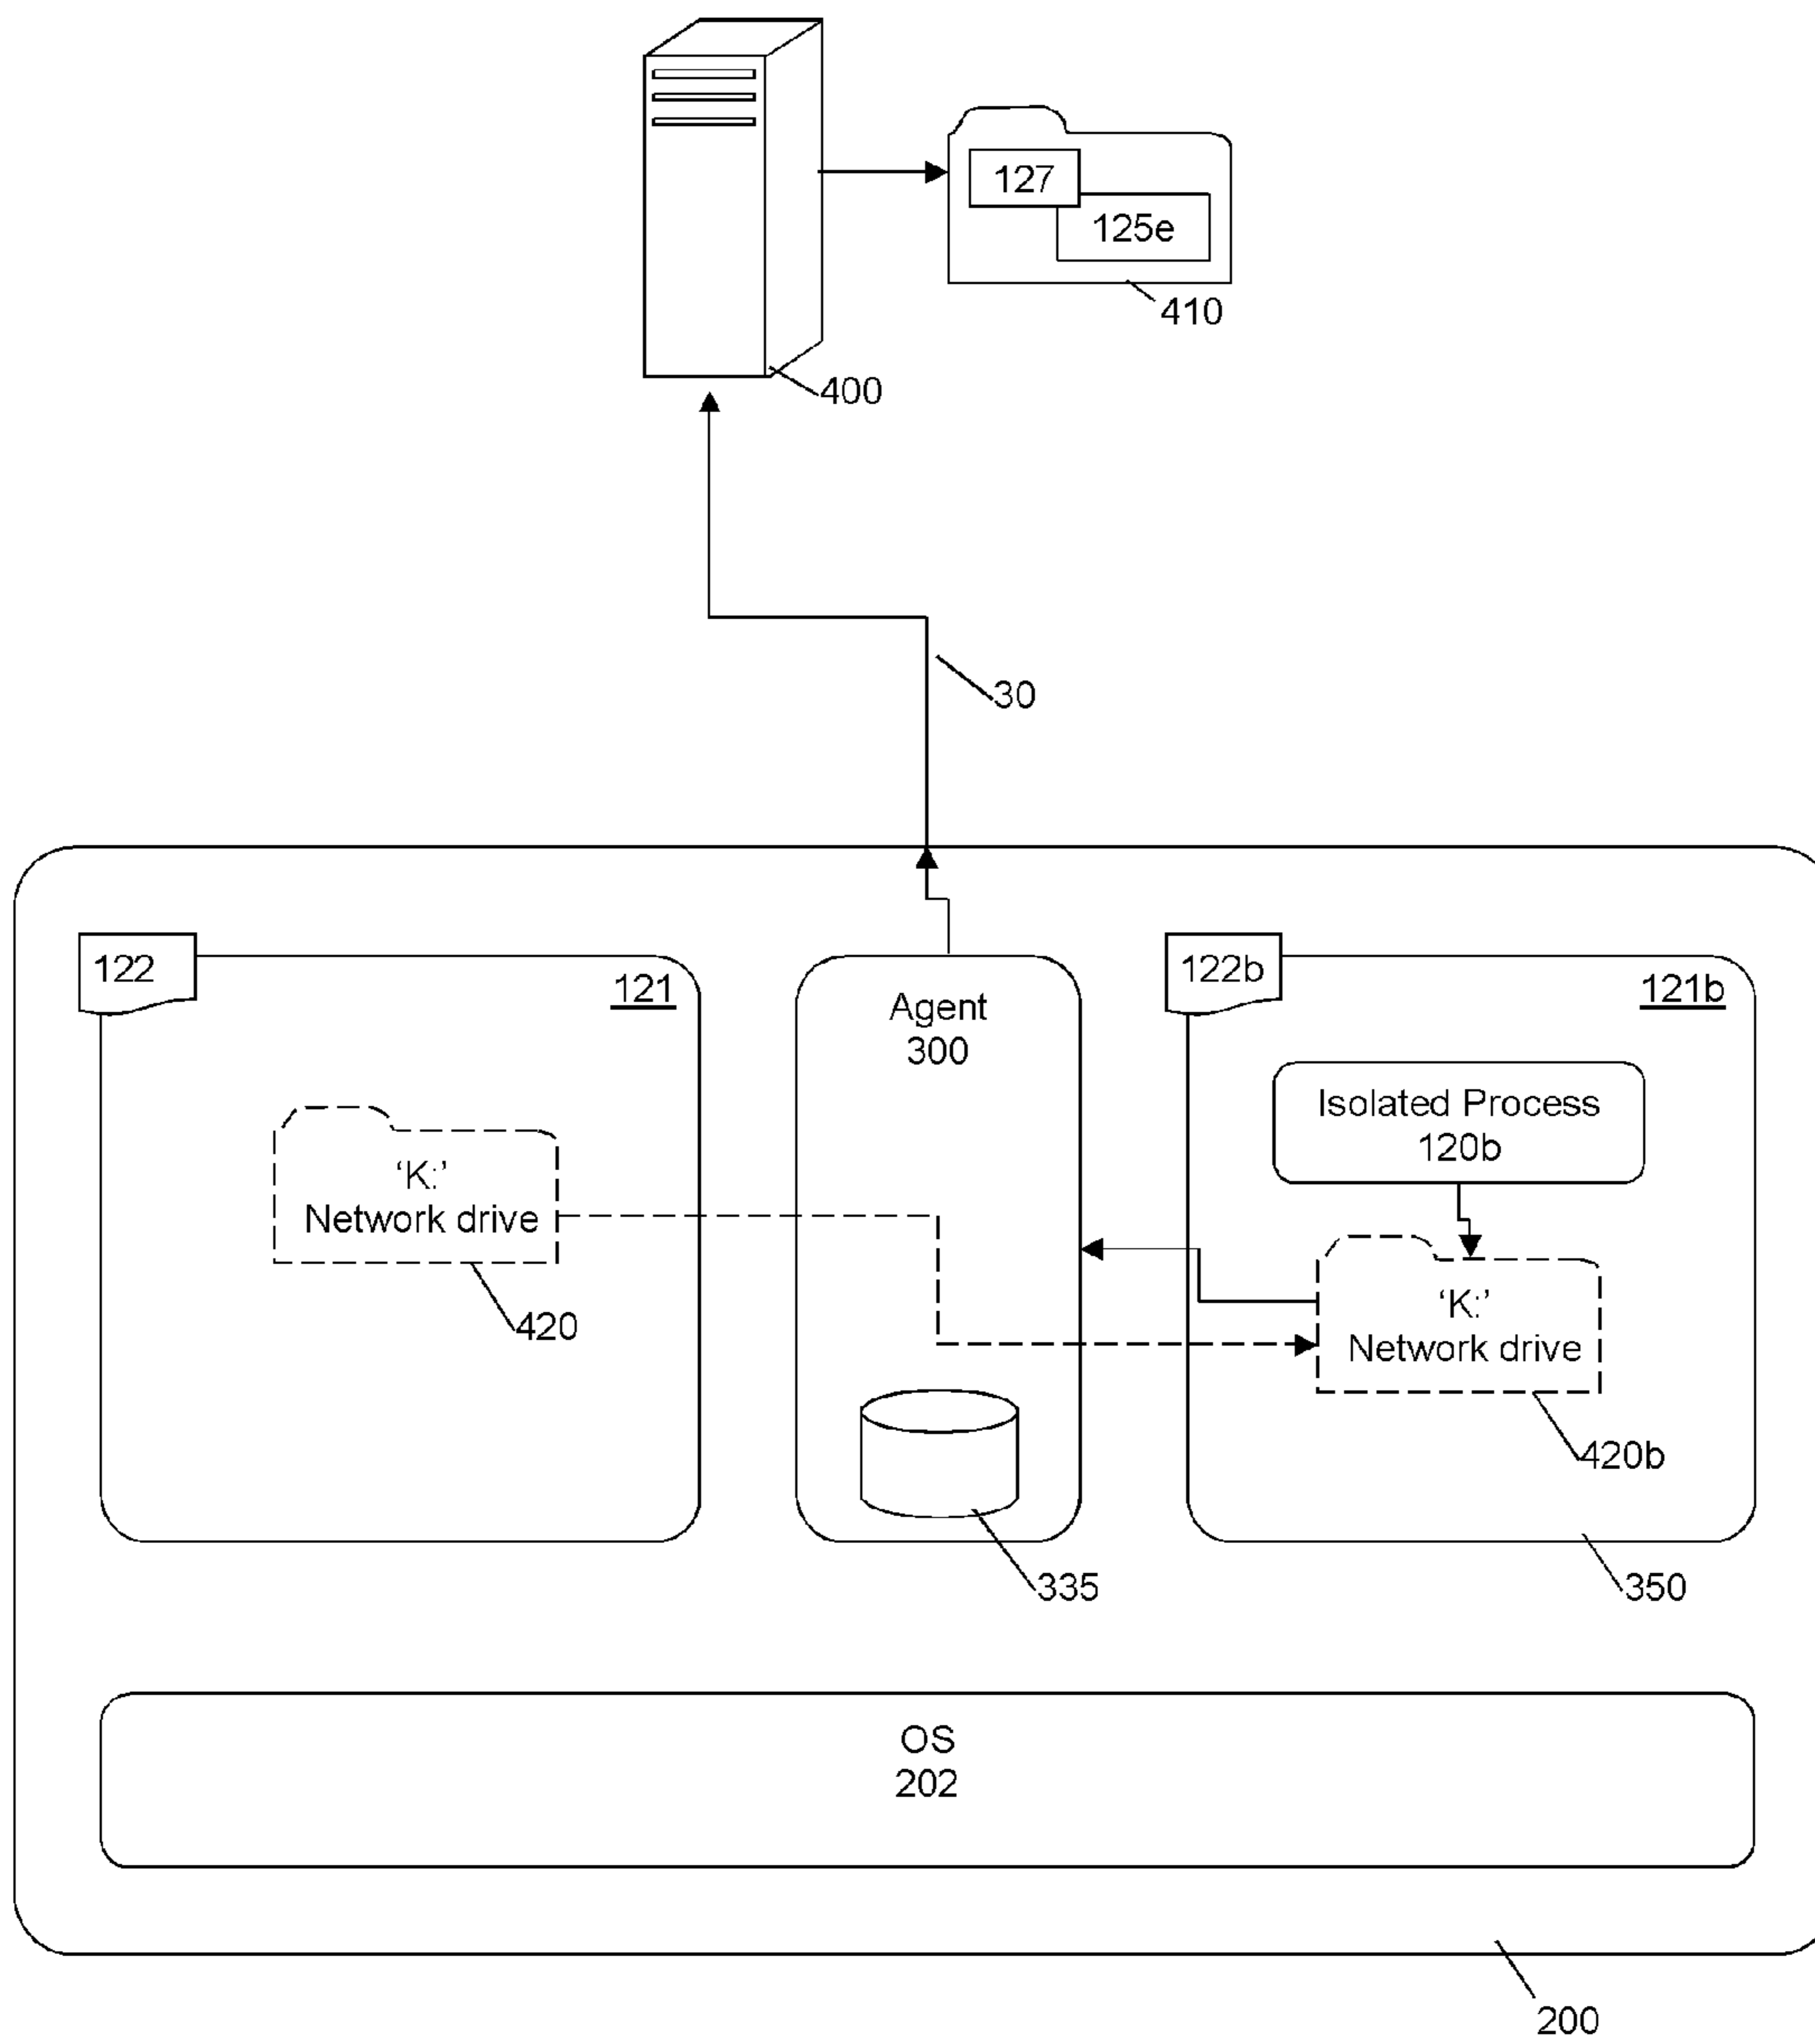 127
125e
410
400
30
122
121
Agent
300
122b
121b
Isolated Process
120b
‘K:’
Network drive
420
‘K:’
Network drive
420b
335
350
OS
202
200